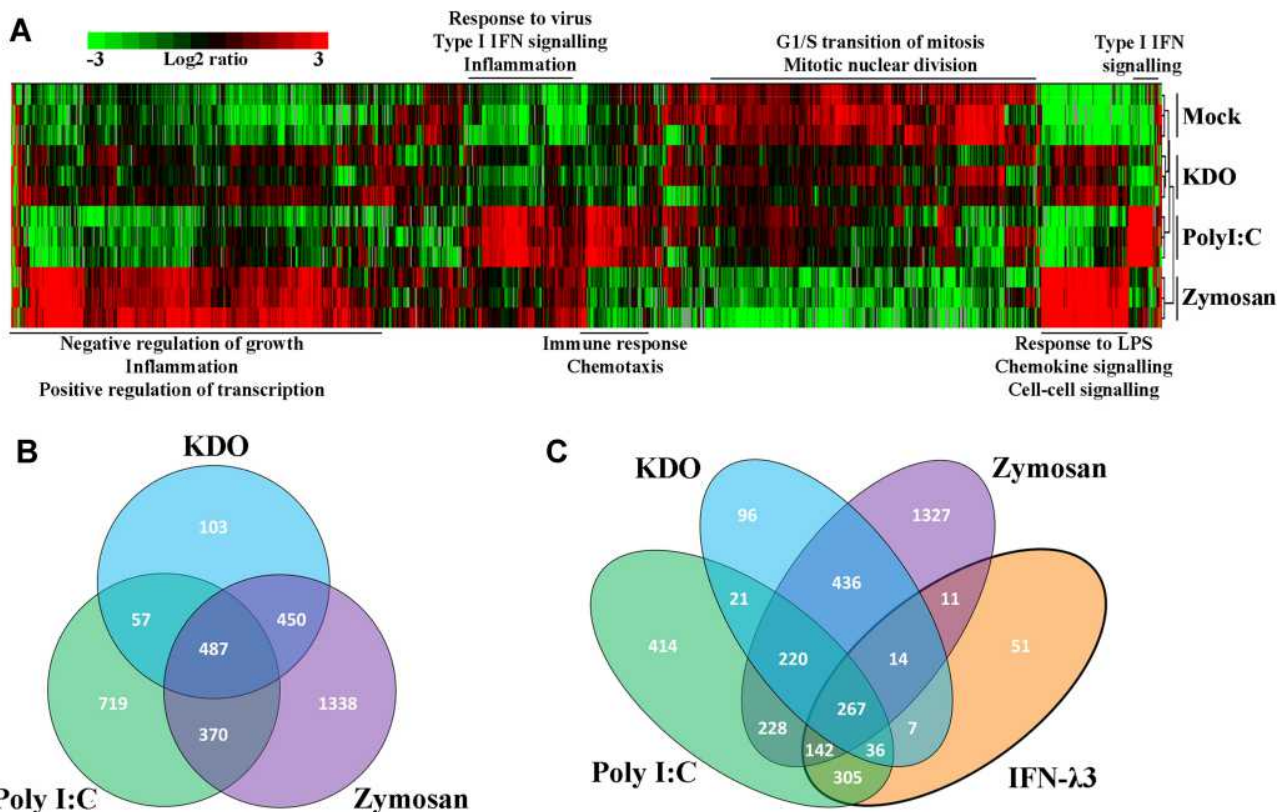 A
Response to virus
Type I IFN signalling
Inflammation
G1/S transition of mitosis
Mitotic nuclear division
Type I IFN
signalling
-3 Log2 ratio 3
Mock
KDO
PolyI:C
Zymosan
Negative regulation of growth
Inflammation
Positive regulation of transcription
Immune response
Chemotaxis
Response to LPS
Chemokine signalling
Cell-cell signalling
B
KDO
103
57
450
487
719
1338
370
Poly I:C
Zymosan
C
KDO
Zymosan
96
1327
436
21
11
414
220
14
51
267
228
7
142
36
305
Poly I:C
IFN-λ3